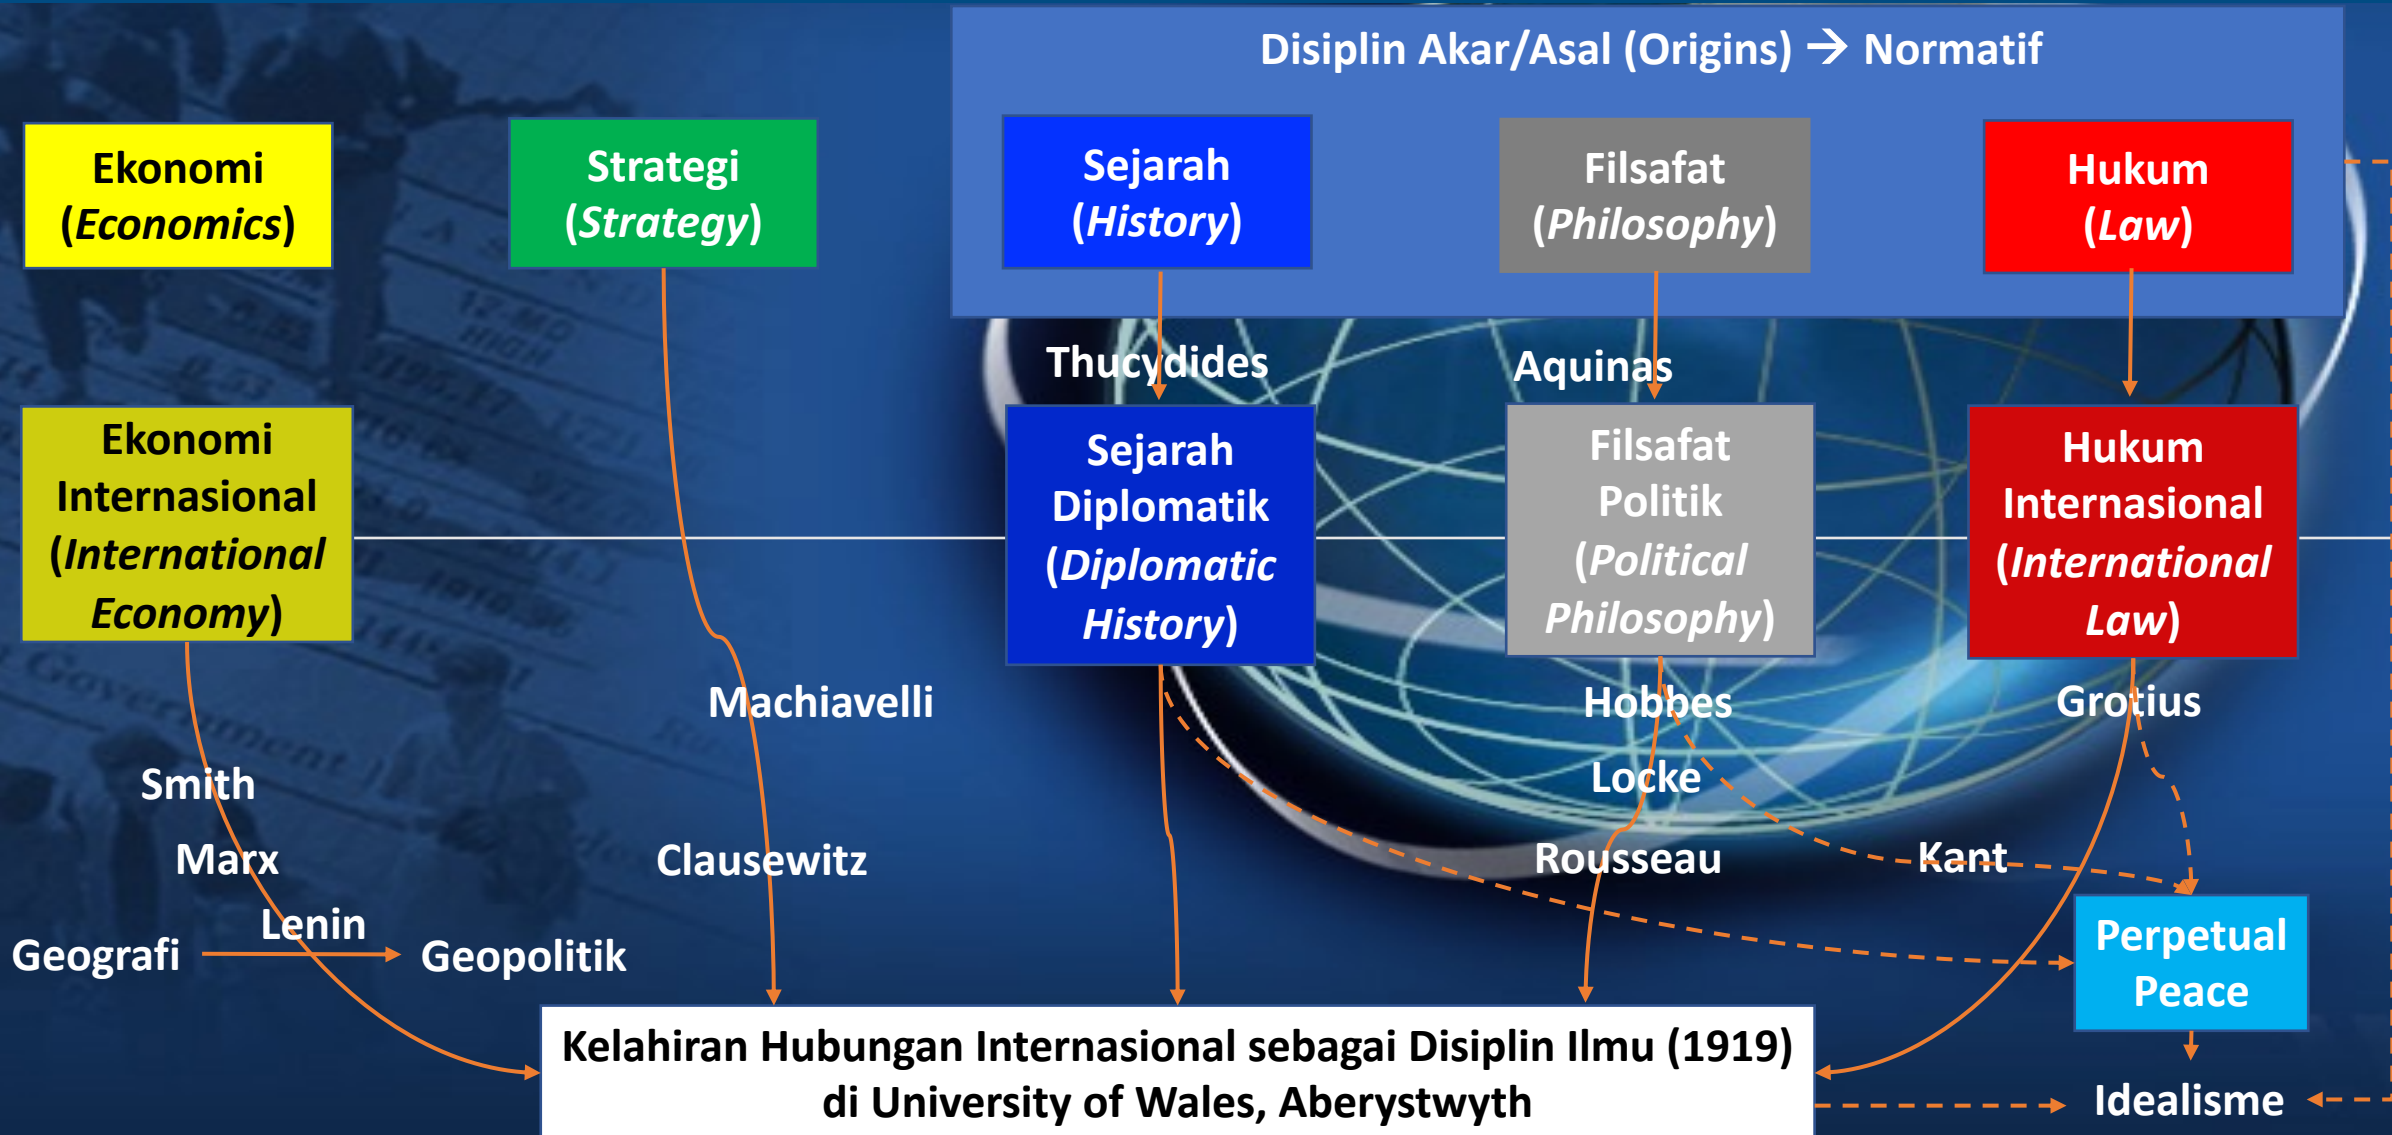 Disiplin Akar/Asal (Origins) → Normatif
Ekonomi
(Economics)
Strategi
(Strategy)
Sejarah
(History)
Filsafat
(Philosophy)
Hukum
(Law)
Thucydides
Aquinas
Ekonomi
Internasional
(International
Economy)
Sejarah
Diplomatik
(Diplomatic
History)
Filsafat
Politik
(Political
Philosophy)
Hukum
Internasional
(International
Law)
Machiavelli
Hobbes
Grotius
Smith
Locke
Marx
Clausewitz
Rousseau
Kant
Lenin
Geografi
Geopolitik
Perpetual
Peace
Kelahiran Hubungan Internasional sebagai Disiplin Ilmu (1919)
di University of Wales, Aberystwyth
Idealisme